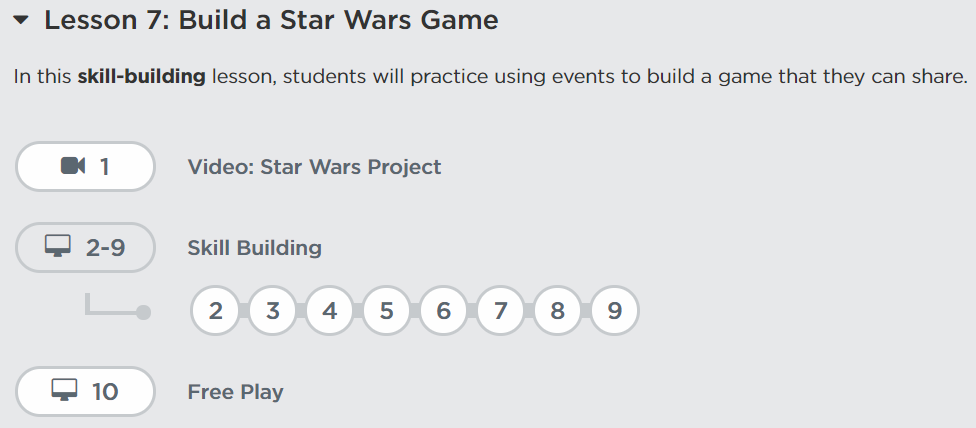 Lesson 7: Build a Star Wars Game
In this skill-building lesson, students will practice using events to build a game that they can share.
1 Video: Star Wars Project
2-9 Skill Building
2 3 4 5 6 7 8 9
10 Free Play